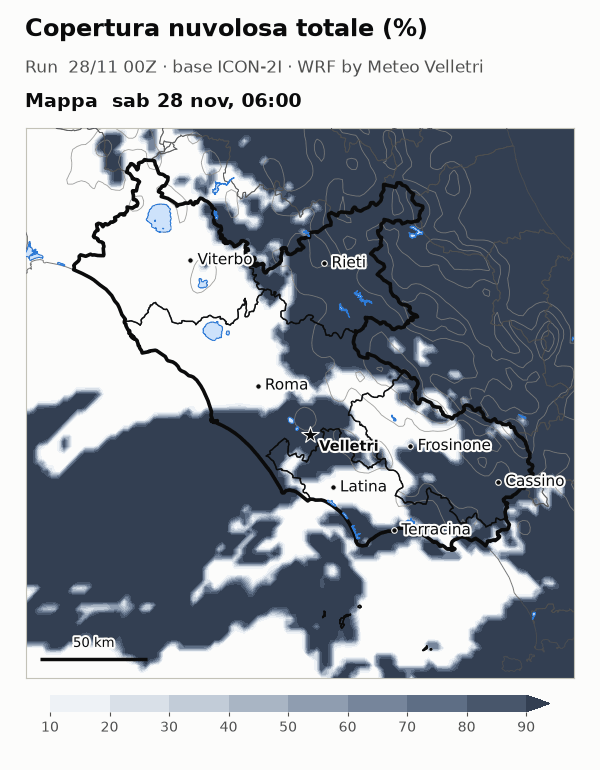 Copertura nuvolosa totale (%)
Run  28/11 00Z · base ICON-2I · WRF by Meteo Velletri
Mappa  sab 28 nov, 06:00
Viterbo
Rieti
Roma
Velletri
Frosinone
Latina
Cassino
Terracina
50 km
10 20 30 40 50 60 70 80 90